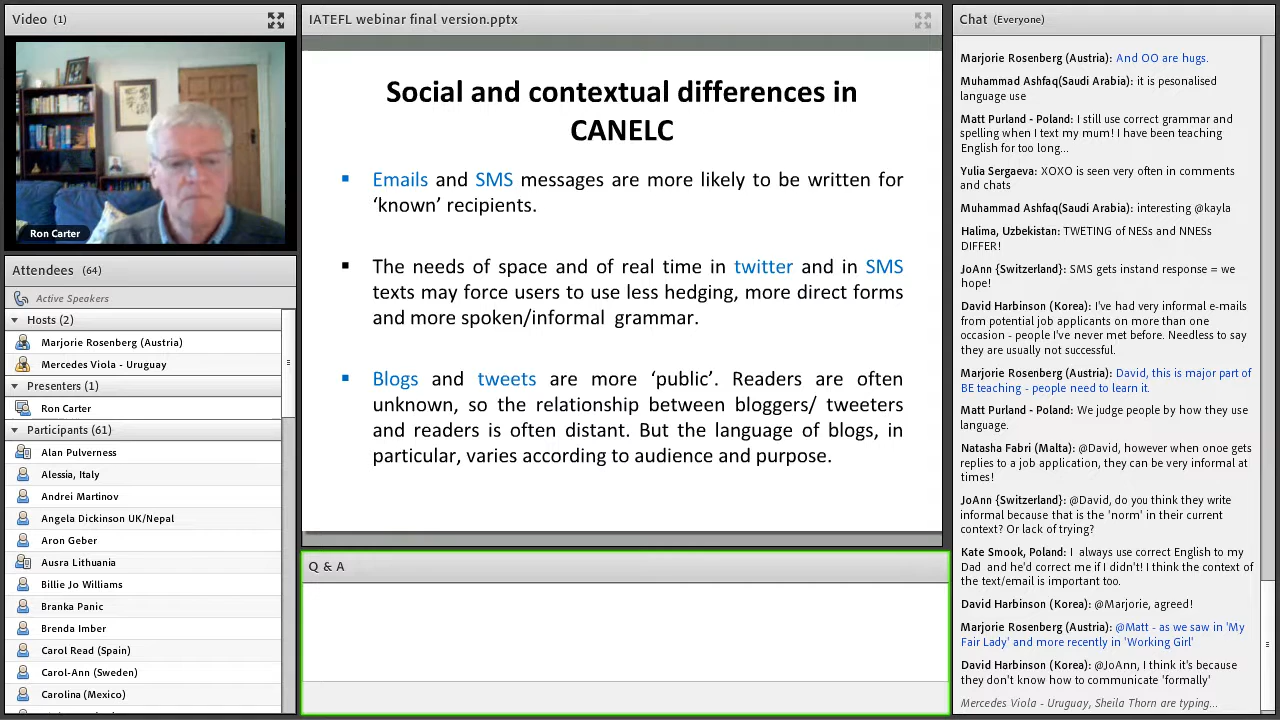 Video (1)
Ron Carter
Attendees (64)
Active Speakers
Hosts (2)
Marjorie Rosenberg (Austria)
Mercedes Viola - Uruguay
Presenters (1)
Ron Carter
Participants (61)
Alan Pulverness
Alessia, Italy
Andrei Martinov
Angela Dickinson UK/Nepal
Aron Geber
Ausra Lithuania
Billie Jo Williams
Branka Panic
Brenda Imber
Carol Read (Spain)
Carol-Ann (Sweden)
Carolina (Mexico)
IATEFL webinar final version.pptx
Social and contextual differences in
CANELC
Emails and SMS messages are more likely to be written for
‘known’ recipients.
The needs of space and of real time in twitter and in SMS
texts may force users to use less hedging, more direct forms
and more spoken/informal grammar.
Blogs and tweets are more ‘public’. Readers are often
unknown, so the relationship between bloggers/ tweeters
and readers is often distant. But the language of blogs, in
particular, varies according to audience and purpose.
Q & A
Chat (Everyone)
Marjorie Rosenberg (Austria): And OO are hugs.
Muhammad Ashfaq(Saudi Arabia): it is pesonalised
language use
Matt Purland - Poland: I still use correct grammar and
spelling when I text my mum! I have been teaching
English for too long...
Yulia Sergaeva: XOXO is seen very often in comments
and chats
Muhammad Ashfaq(Saudi Arabia): interesting @kayla
Halima, Uzbekistan: TWETING of NESs and NNESs
DIFFER!
JoAnn {Switzerland}: SMS gets instand response = we
hope!
David Harbinson (Korea): I've had very informal e-mails
from potential job applicants on more than one
occasion - people I've never met before. Needless to say
they are usually not successful.
Marjorie Rosenberg (Austria): David, this is major part of
BE teaching - people need to learn it.
Matt Purland - Poland: We judge people by how they use
language.
Natasha Fabri (Malta): @David, however when once gets
replies to a job application, they can be very informal at
times!
JoAnn {Switzerland}: @David, do you think they write
informal because that is the 'norm' in their current
context? Or lack of trying?
Kate Smook, Poland: I always use correct English to my
Dad and he'd correct me if I didn't! I think the context of
the text/email is important too.
David Harbinson (Korea): @Marjorie, agreed!
Marjorie Rosenberg (Austria): @Matt - as we saw in 'My
Fair Lady' and more recently in 'Working Girl'
David Harbinson (Korea): @JoAnn, I think it's because
they don't know how to communicate 'formally'
Mercedes Viola - Uruguay, Sheila Thorn are typing...